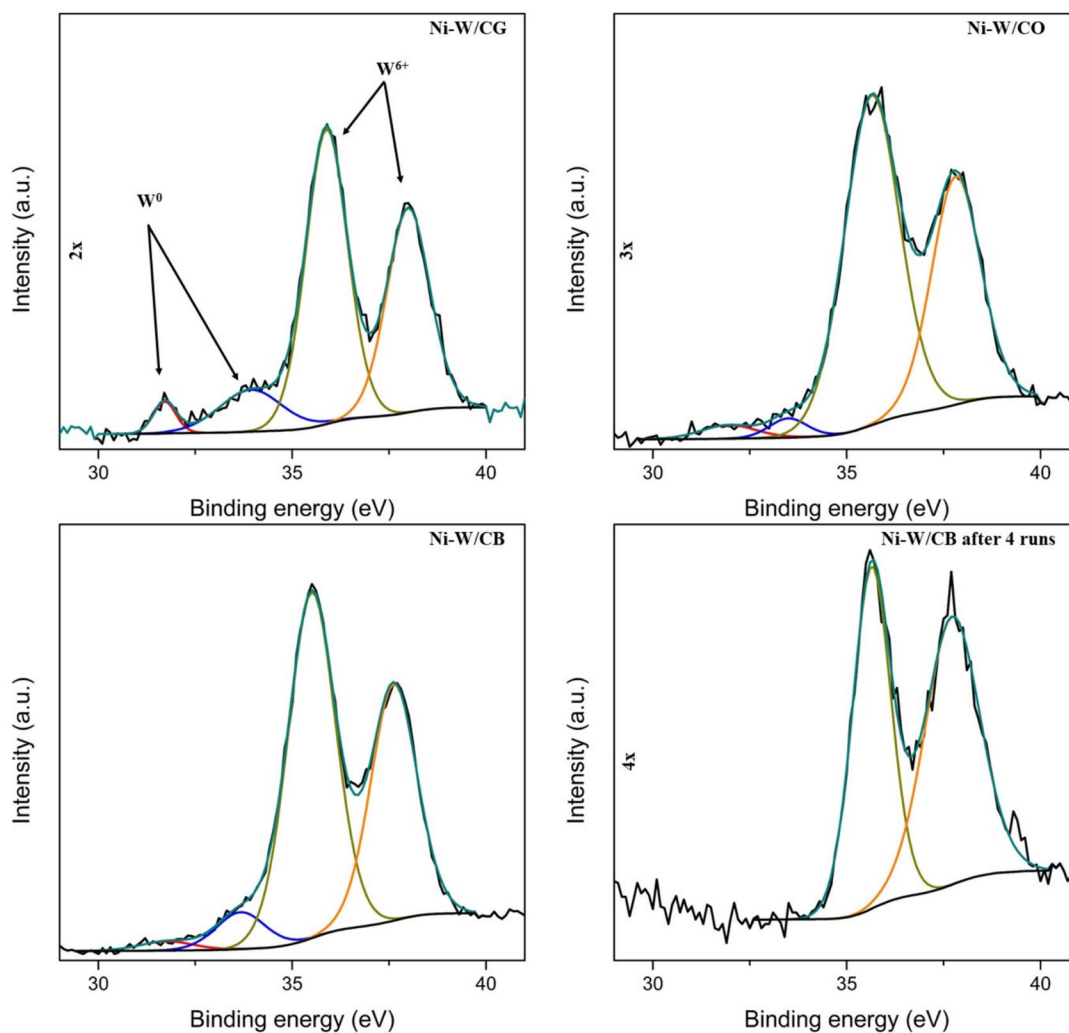 Ni-W/CG
W⁶⁺
W⁰
2x
Intensity (a.u.)
30 35 40
Binding energy (eV)
Ni-W/CO
3x
Intensity (a.u.)
30 35 40
Binding energy (eV)
Ni-W/CB
Intensity (a.u.)
30 35 40
Binding energy (eV)
Ni-W/CB after 4 runs
4x
Intensity (a.u.)
30 35 40
Binding energy (eV)